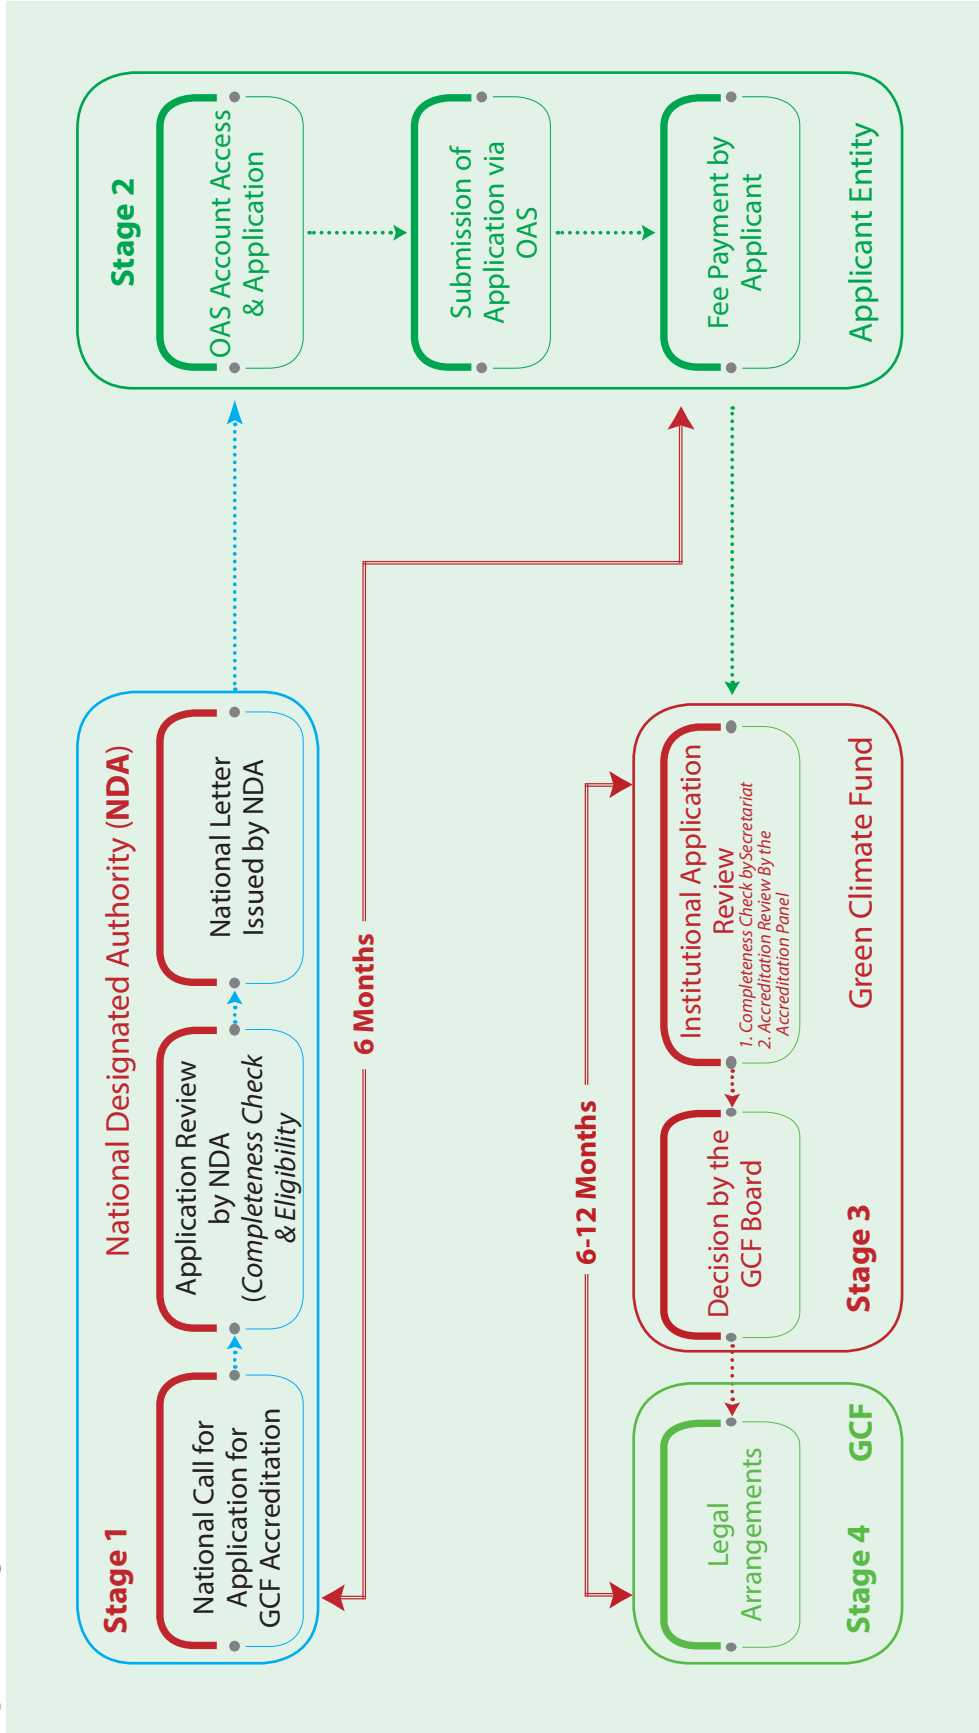 Stage 1
National Designated Authority (NDA)
National Call for
Application for
GCF Accreditation
Application Review
by NDA
(Completeness Check
& Eligibility
National Letter
Issued by NDA
6 Months
Stage 2
OAS Account Access
& Application
Submission of
Application via
OAS
Fee Payment by
Applicant
Applicant Entity
6-12 Months
Institutional Application
Review
1. Completeness Check by Secretariat
2. Accreditation Review By the
Accreditation Panel
Green Climate Fund
Decision by the
GCF Board
Stage 3
Legal
Arrangements
Stage 4
GCF